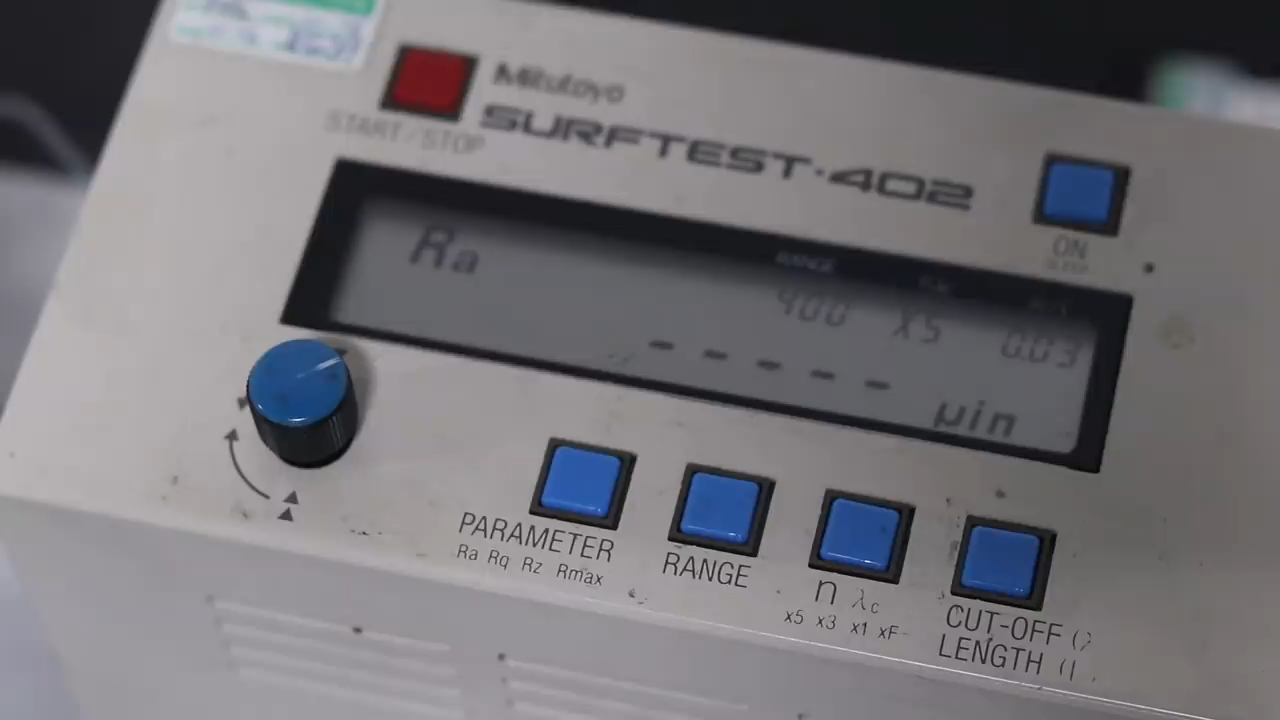 Mitutoyo
SURFTEST·402
START/STOP
ON
Ra
RANGE
400 X5 0.03
- - - - -
µin
PARAMETER
Ra Rq Rz Rmax
RANGE
n λc
x5 x3 x1 xF
CUT-OFF (λ
LENGTH (l